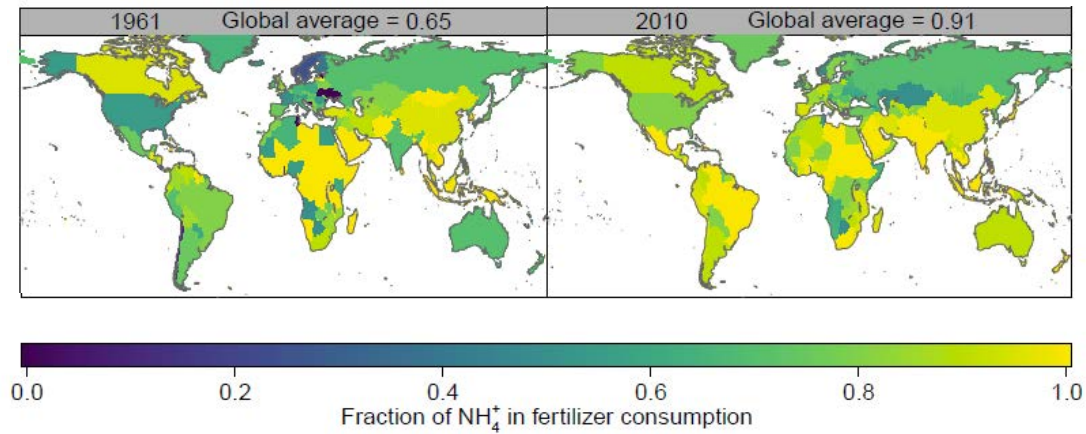 1961 Global average = 0.65
2010 Global average = 0.91
0.0 0.2 0.4 0.6 0.8 1.0
Fraction of NH₄⁺ in fertilizer consumption